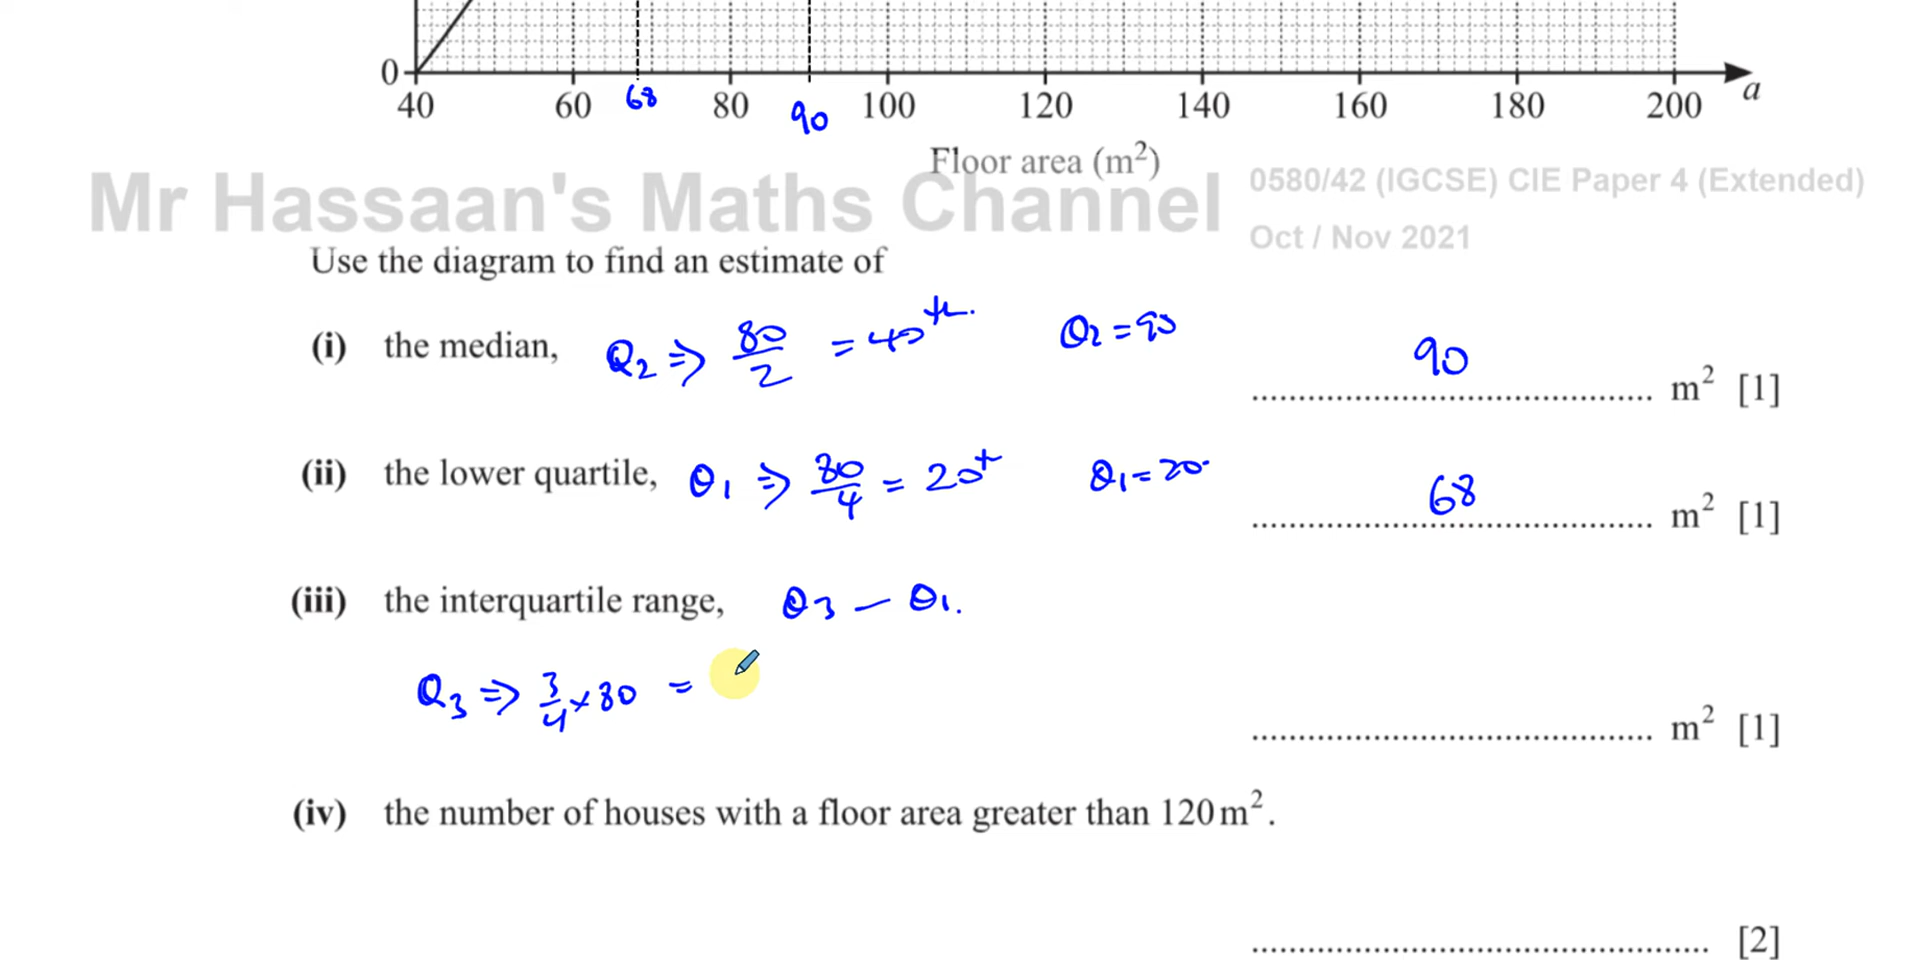 0
40 60 68 80 90 100 120 140 160 180 200 a
Floor area (m²)
Mr Hassaan's Maths Channel
0580/42 (IGCSE) CIE Paper 4 (Extended)
Oct / Nov 2021
Use the diagram to find an estimate of
(i) the median, Q₂ ⇒ 80/2 = 40th. Q₂ = 90
90
........................................... m² [1]
(ii) the lower quartile, Q₁ ⇒ 80/4 = 20t Q₁ = 20.
68
........................................... m² [1]
(iii) the interquartile range, Q₃ – Q₁.
Q₃ ⇒ 3/4 × 80 =
........................................... m² [1]
(iv) the number of houses with a floor area greater than 120 m².
................................................. [2]